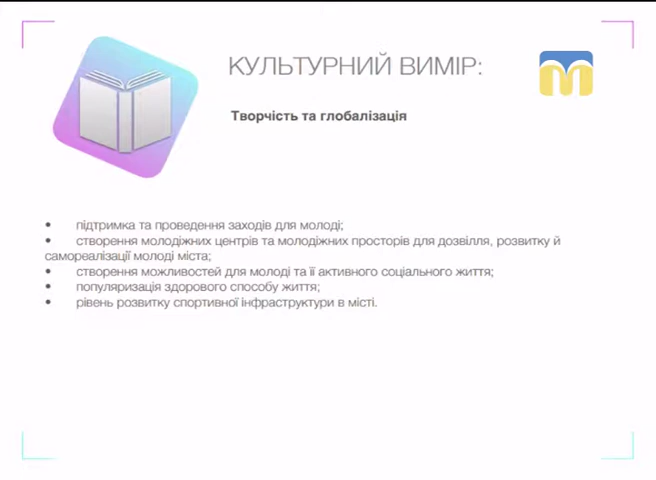 КУЛЬТУРНИЙ ВИМІР:
Творчість та глобалізація
• підтримка та проведення заходів для молоді;
• створення молодіжних центрів та молодіжних просторів для дозвілля, розвитку й
самореалізації молоді міста;
• створення можливостей для молоді та її активного соціального життя;
• популяризація здорового способу життя;
• рівень розвитку спортивної інфраструктури в місті.